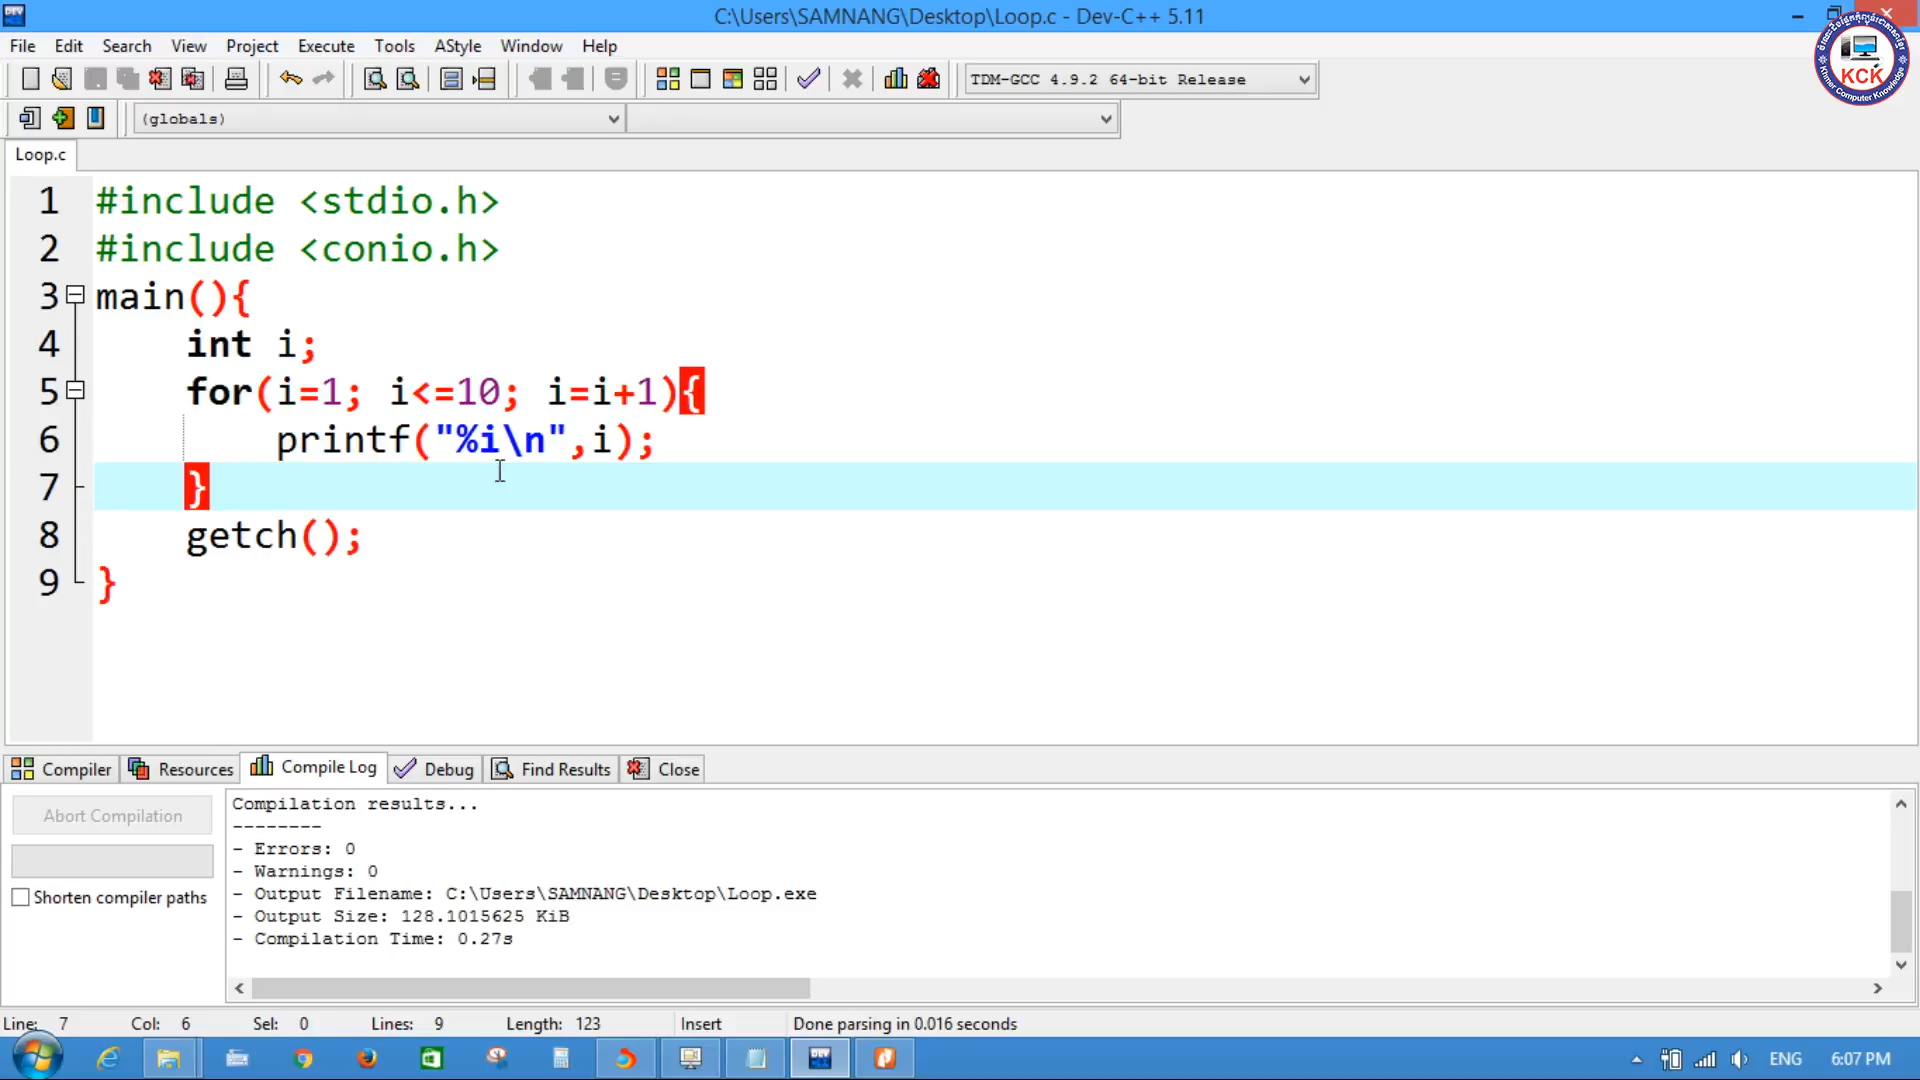 C:\Users\SAMNANG\Desktop\Loop.c - Dev-C++ 5.11
File Edit Search View Project Execute Tools AStyle Window Help
KCK
Khmer Computer Knowledge
TDM-GCC 4.9.2 64-bit Release
(globals)
Loop.c
1 #include <stdio.h>
2 #include <conio.h>
3 main(){
4 int i;
5 for(i=1; i<=10; i=i+1){
6 printf("%i\n",i);
7 }
8 getch();
9 }
Compiler Resources Compile Log Debug Find Results Close
Abort Compilation
Shorten compiler paths
Compilation results...
--------
- Errors: 0
- Warnings: 0
- Output Filename: C:\Users\SAMNANG\Desktop\Loop.exe
- Output Size: 128.1015625 KiB
- Compilation Time: 0.27s
Line: 7 Col: 6 Sel: 0 Lines: 9 Length: 123 Insert Done parsing in 0.016 seconds
ENG 6:07 PM